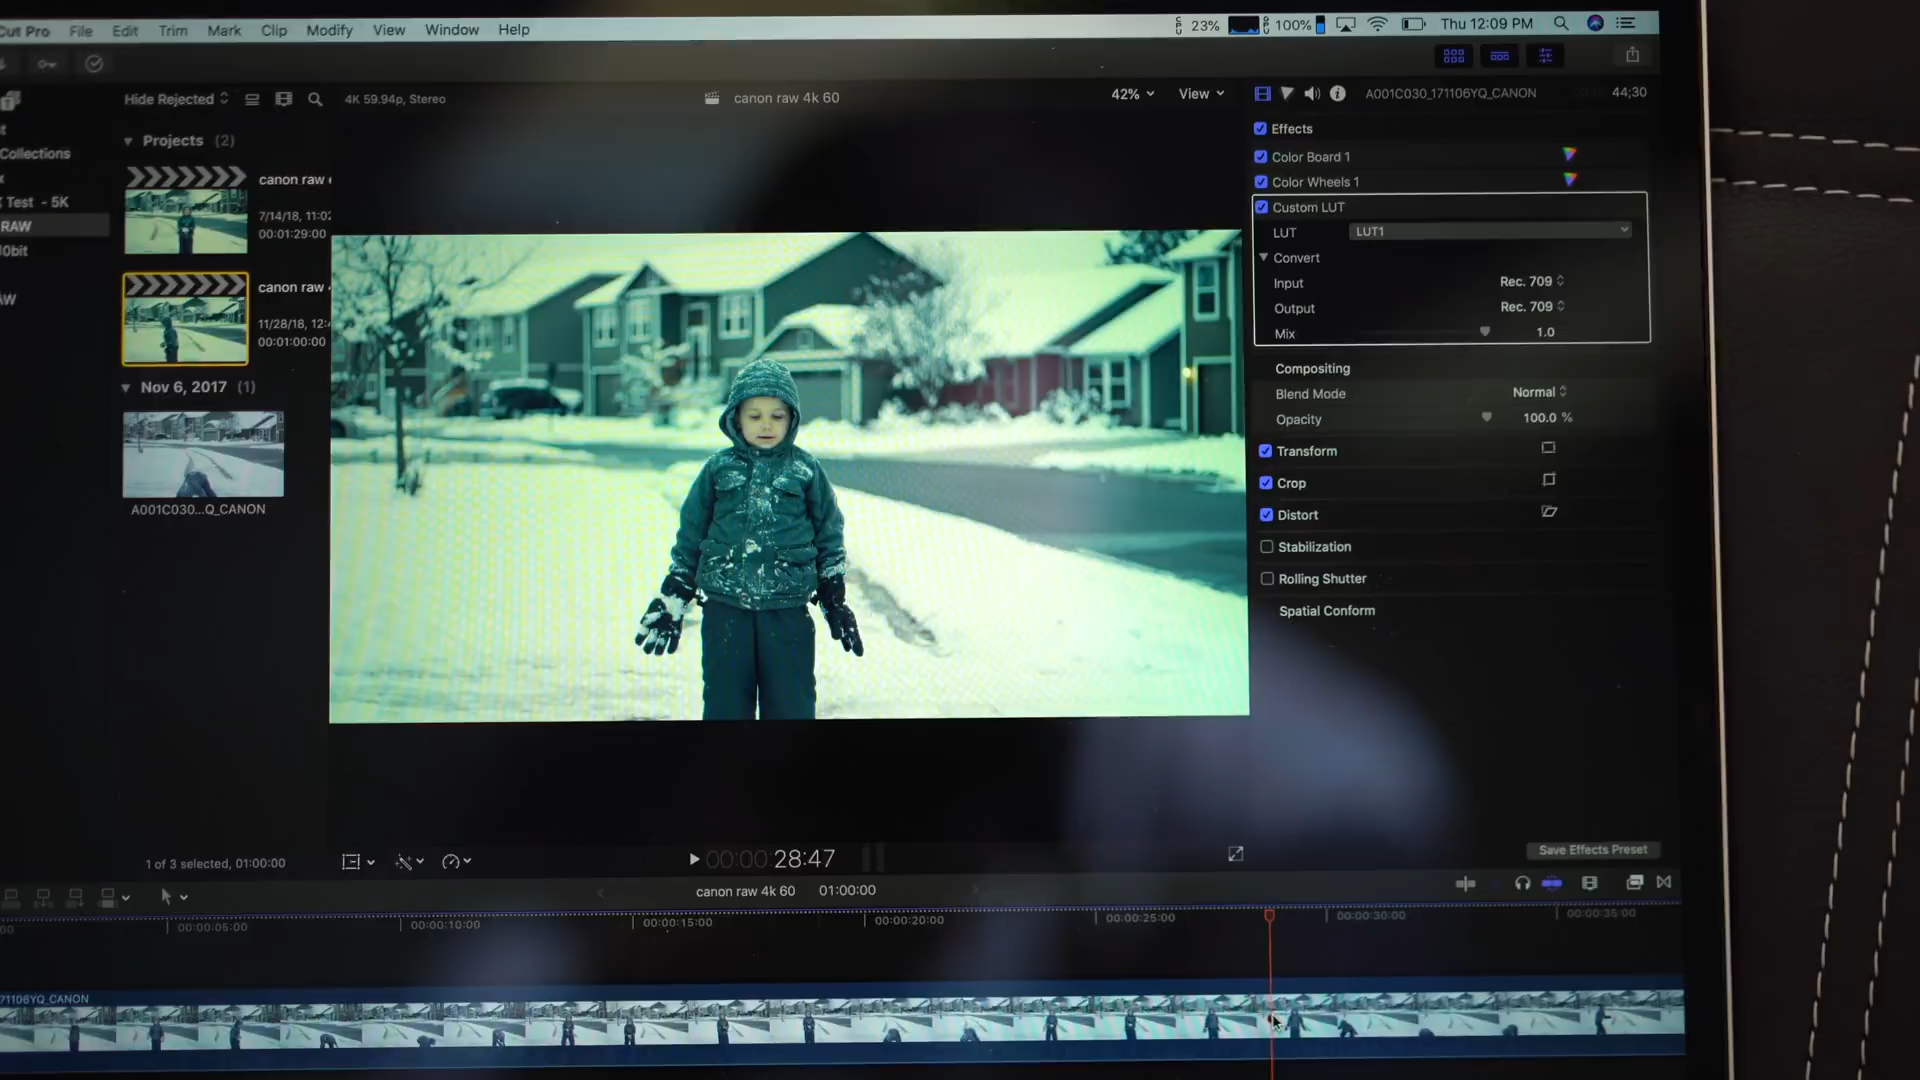 Cut Pro File Edit Trim Mark Clip Modify View Window Help
23% 100% Thu 12:09 PM
Hide Rejected
4K 59.94p, Stereo
canon raw 4k 60
42% View
A001C030_171106YQ_CANON 44;30
Collections
Test - 5K
RAW
Projects (2)
canon raw
7/14/18, 11:02
00:01:29:00
canon raw
11/28/18, 12:
00:01:00:00
Nov 6, 2017 (1)
A001C030...Q_CANON
Effects
Color Board 1
Color Wheels 1
Custom LUT
LUT LUT1
Convert
Input Rec. 709
Output Rec. 709
Mix 1.0
Compositing
Blend Mode Normal
Opacity 100.0 %
Transform
Crop
Distort
Stabilization
Rolling Shutter
Spatial Conform
1 of 3 selected, 01:00:00
00:00 28:47
Save Effects Preset
canon raw 4k 60 01:00:00
00:00:05:00 00:00:10:00 00:00:15:00 00:00:20:00 00:00:25:00 00:00:30:00 00:00:35:00
71106YQ_CANON